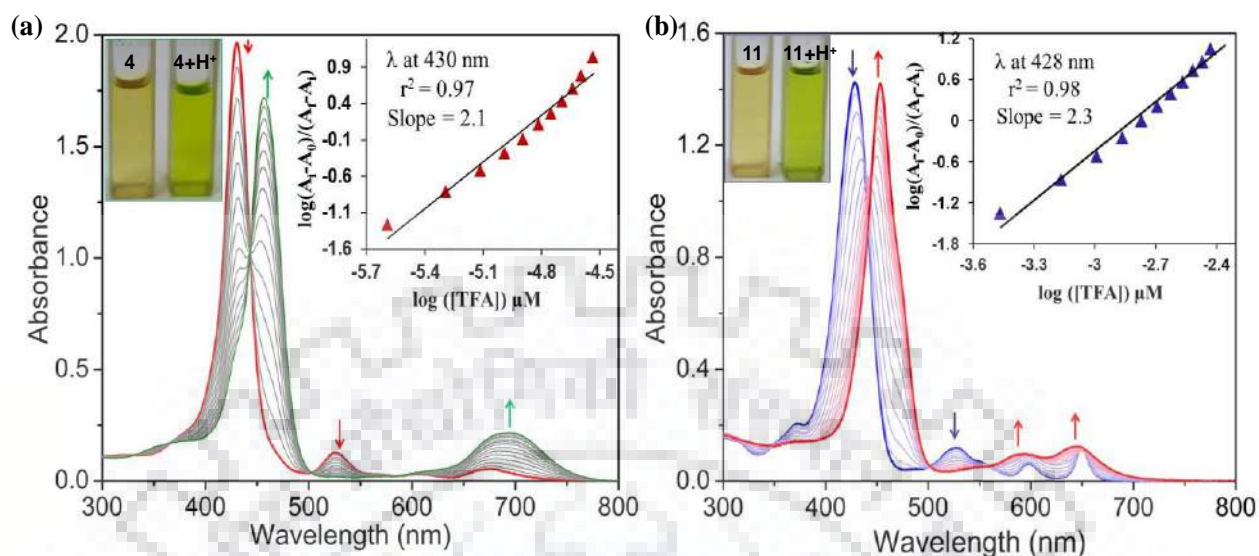 (a)
4
4+H⁺
λ at 430 nm
r² = 0.97
Slope = 2.1
log(Aᵢ-A₀)/(A_f-Aᵢ)
0.9
0.4
-0.1
-0.6
-1.1
-1.6
-5.7
-5.4
-5.1
-4.8
-4.5
log ([TFA]) µM
Absorbance
2.0
1.5
1.0
0.5
0.0
300
400
500
600
700
800
Wavelength (nm)
(b)
11
11+H⁺
λ at 428 nm
r² = 0.98
Slope = 2.3
log(Aᵢ-A₀)/(A_f-Aᵢ)
1.2
0.6
0
-0.6
-1.2
-1.8
-3.6
-3.3
-3
-2.7
-2.4
log ([TFA]) µM
Absorbance
1.6
1.2
0.8
0.4
0.0
300
400
500
600
700
800
Wavelength (nm)